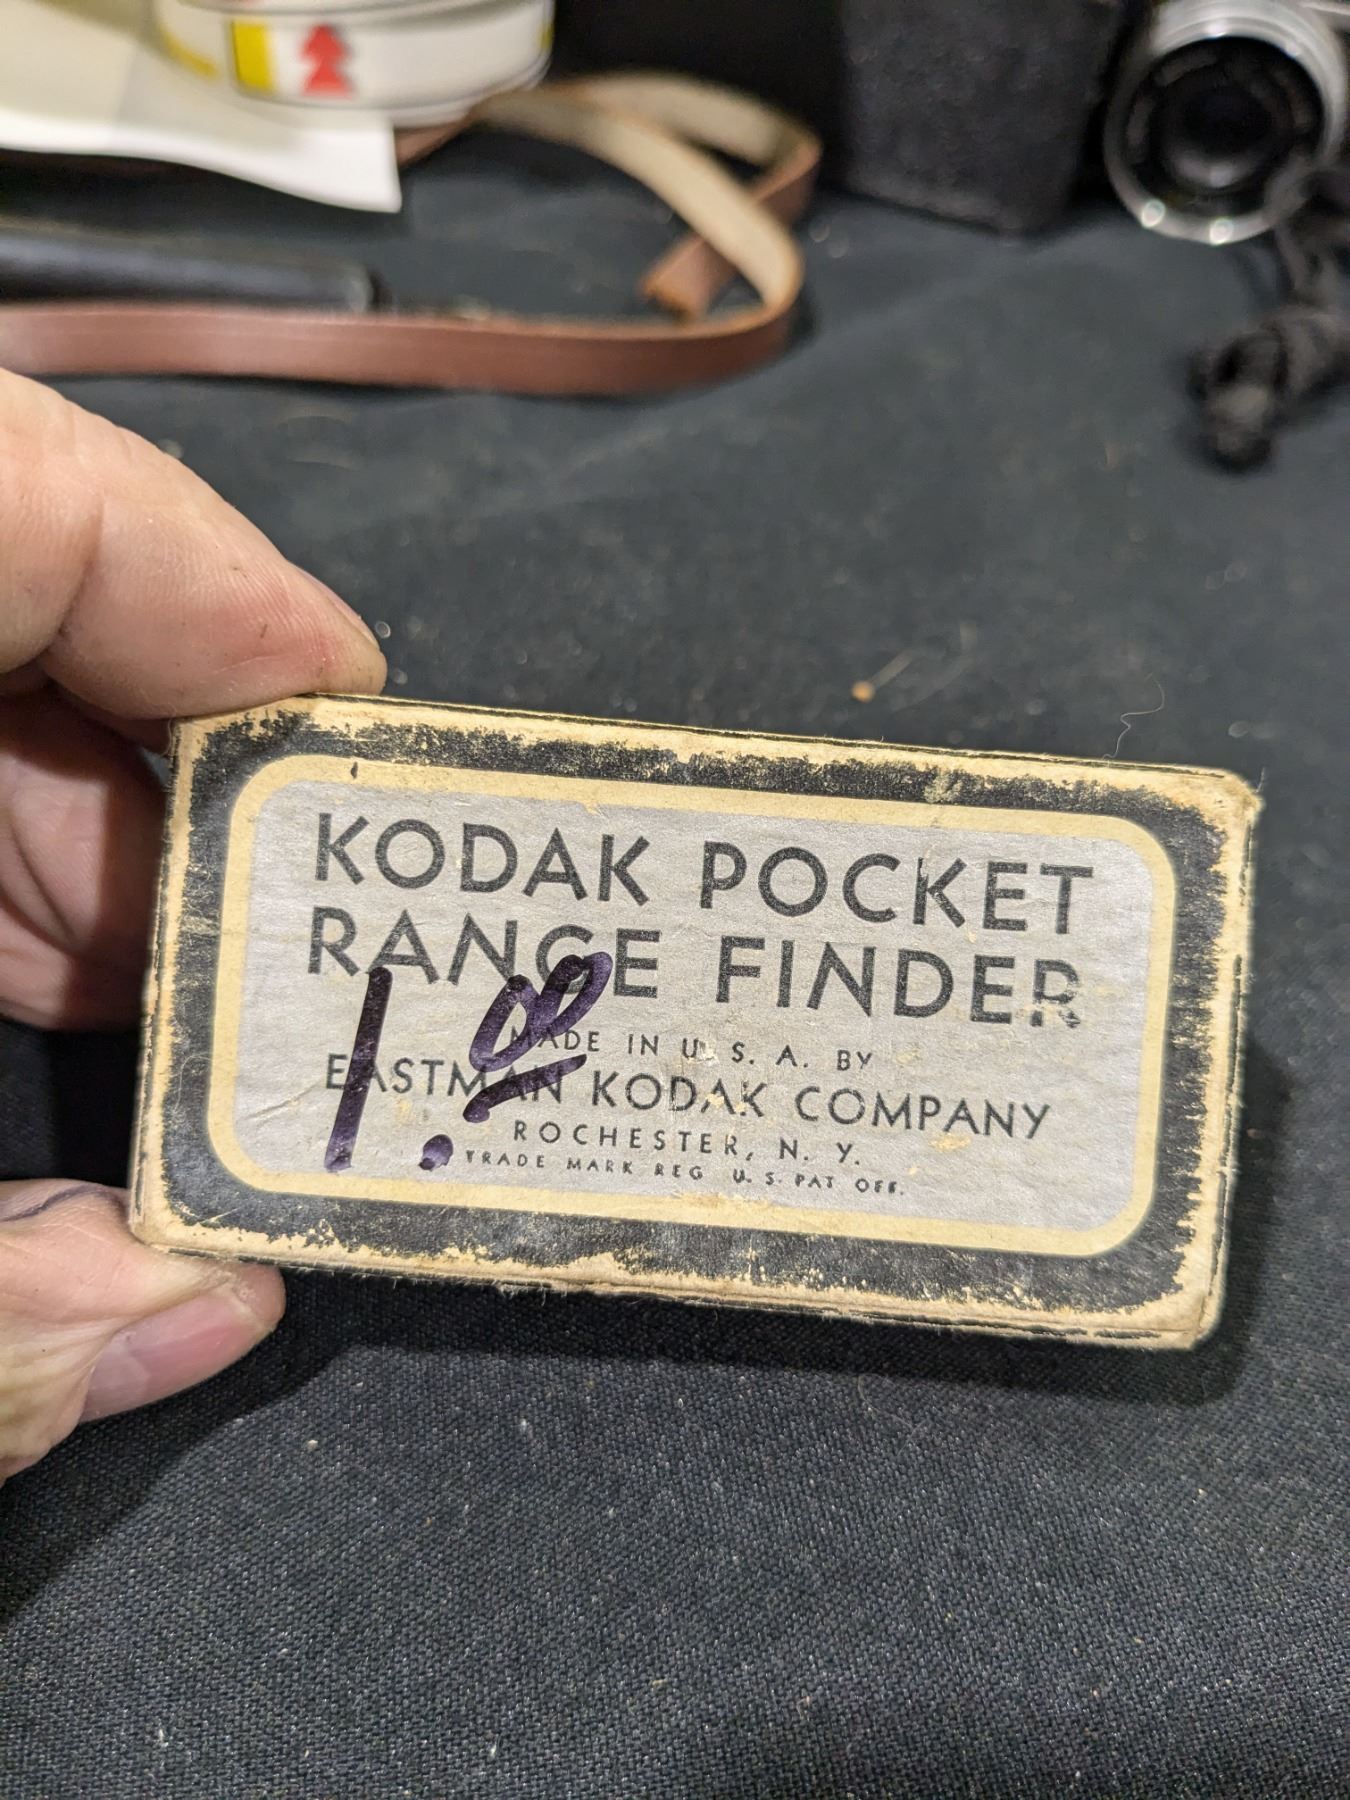 KODAK POCKET
RANGE FINDER
1.00
MADE IN U. S. A. BY
EASTMAN KODAK COMPANY
ROCHESTER, N. Y.
TRADE MARK REG U. S. PAT OFF.